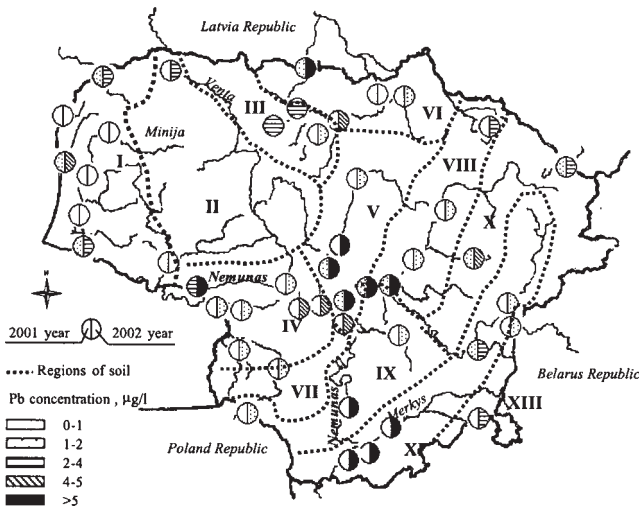 Latvia Republic
Venta
III
VI
Minija
I
VIII
II
V
X
Nemunas
2001 year
2002 year
IV
Regions of soil
IX
Pb concentration , µg/l
VII
Belarus Republic
0-1
Nemunas
Merkys
XIII
1-2
Poland Republic
2-4
4-5
>5